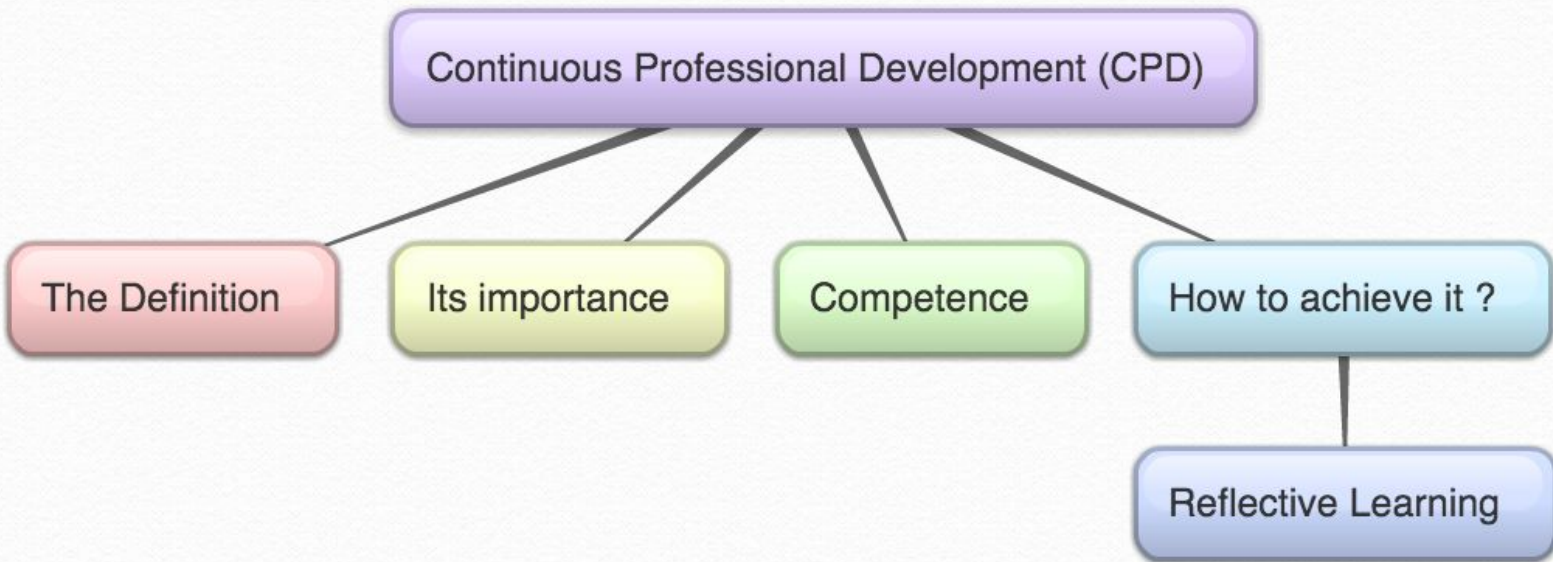 Continuous Professional Development (CPD)
The Definition
Its importance
Competence
How to achieve it ?
Reflective Learning